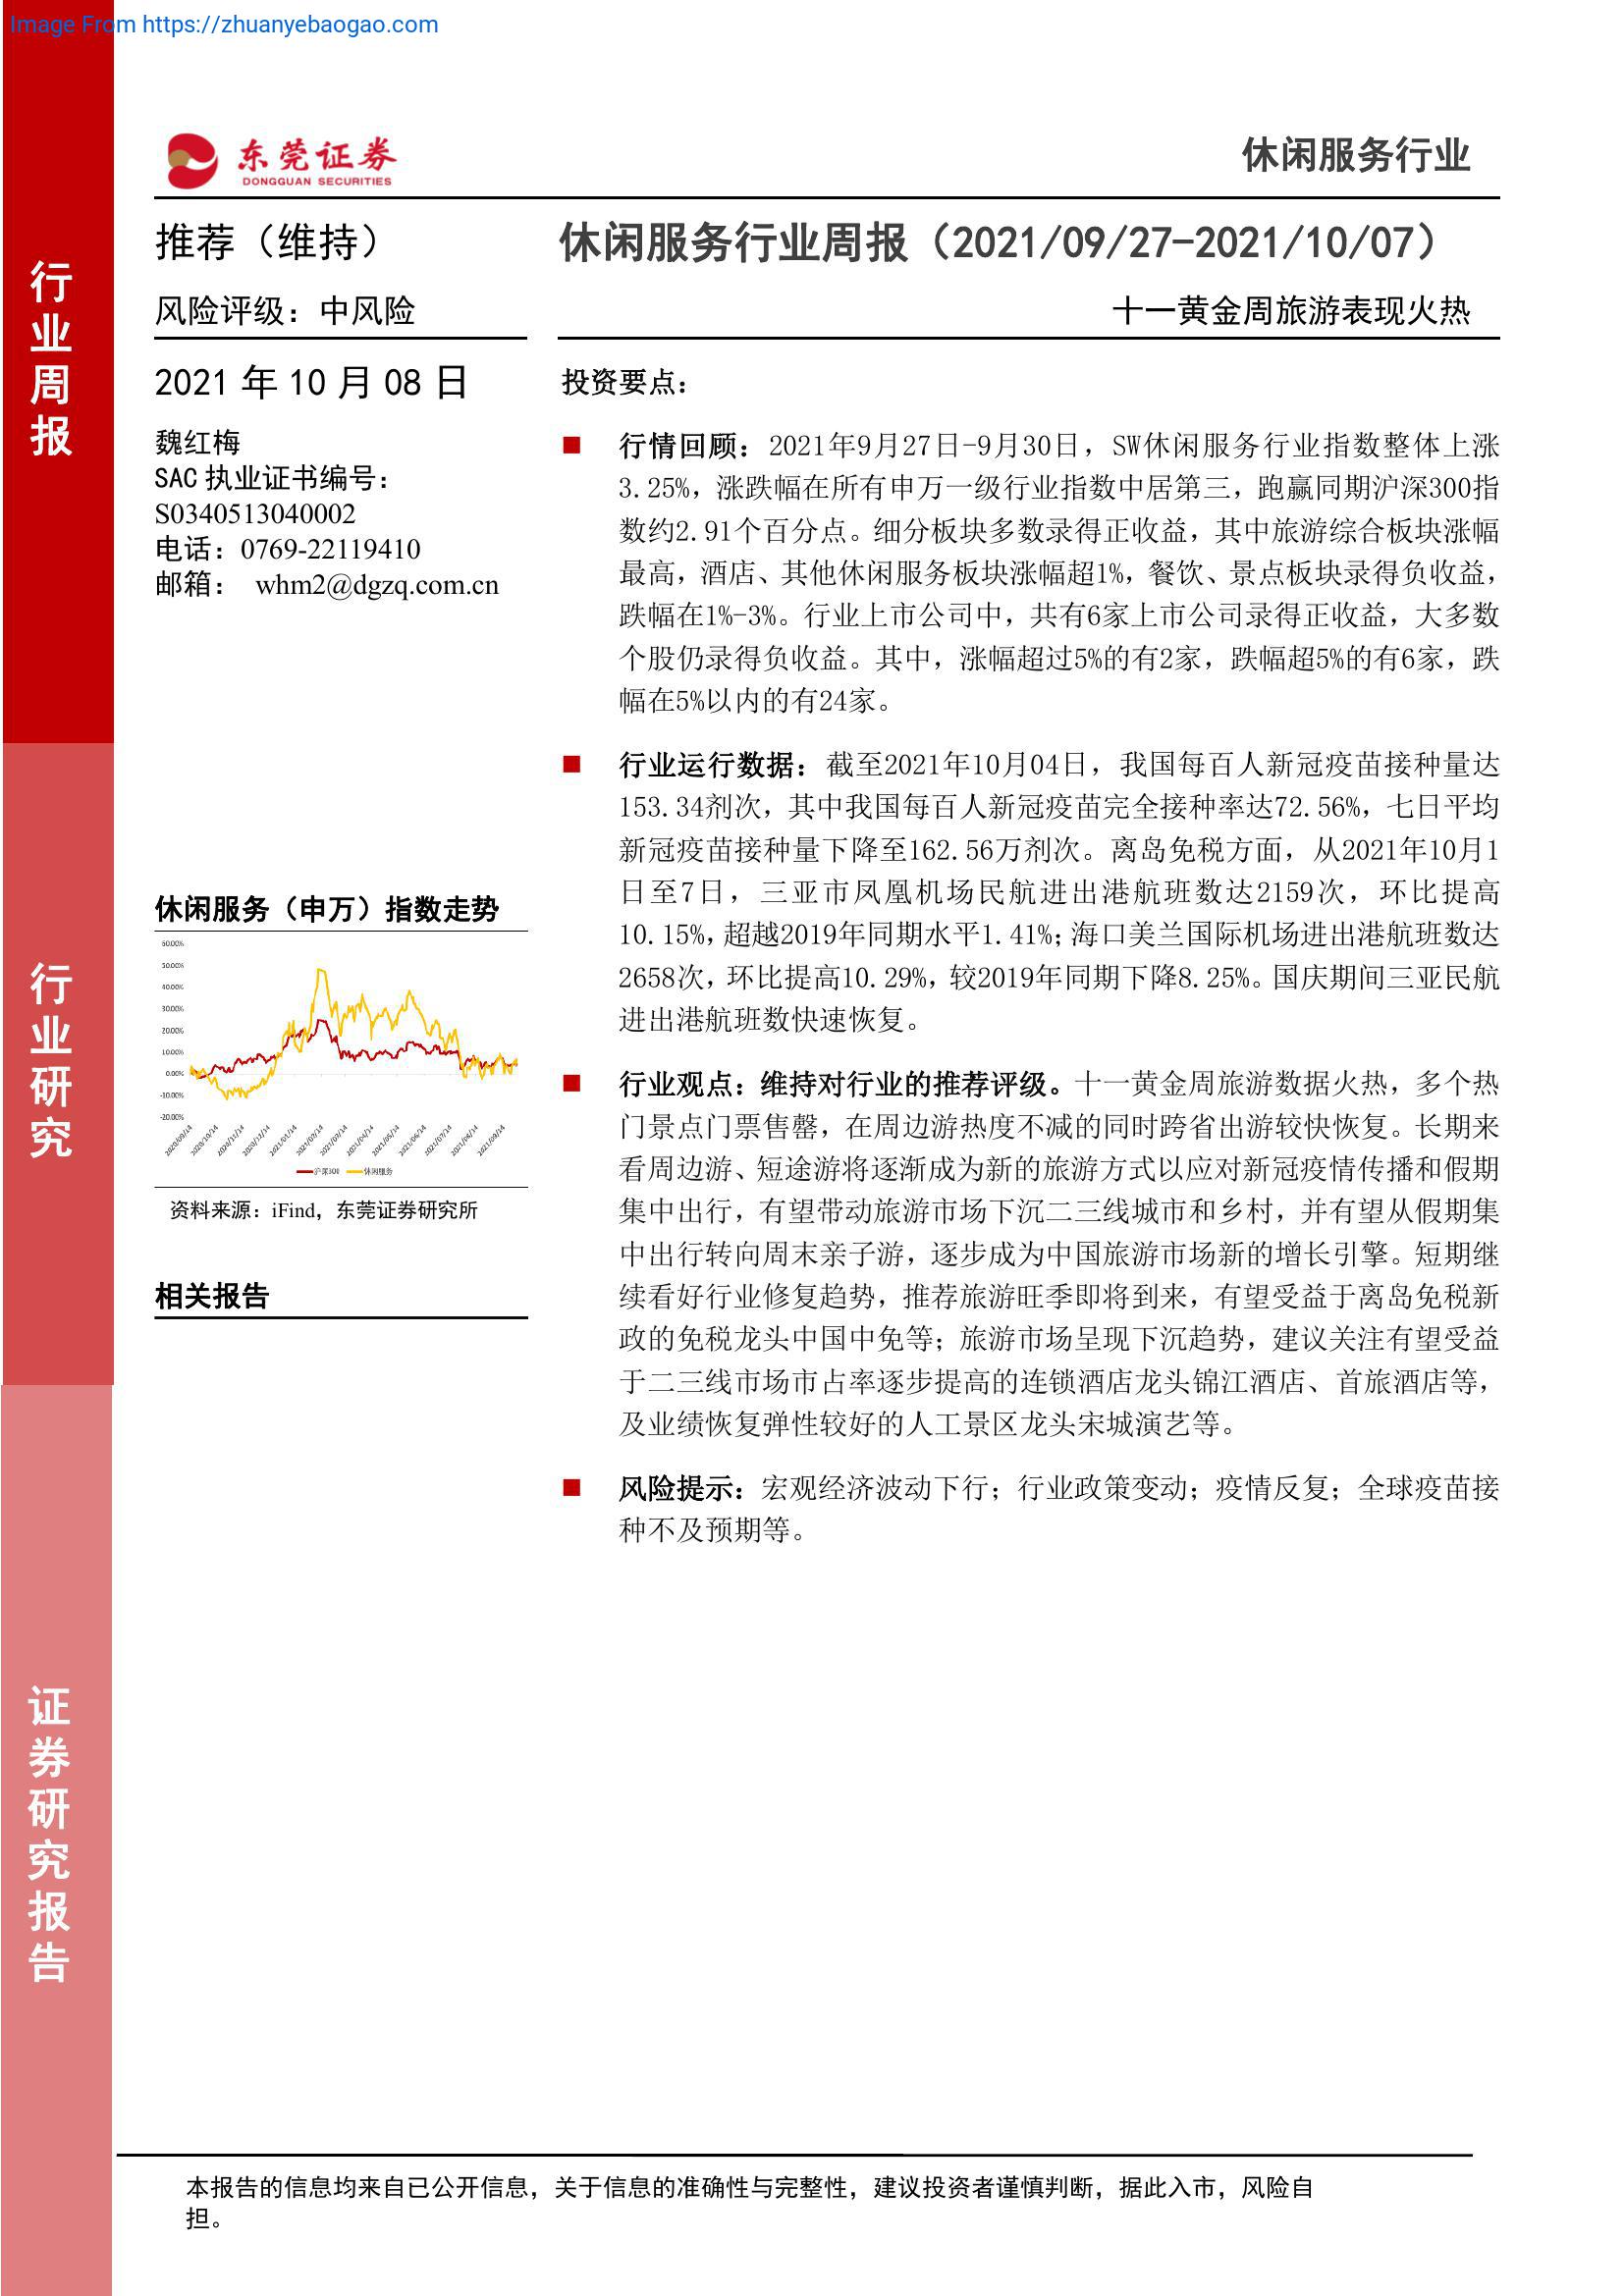 Image From https://zhuanyebaogao.com
东莞证券
DONGGUAN SECURITIES
休闲服务行业
行业周报
行业研究
证券研究报告
推荐（维持）
风险评级：中风险
2021 年 10 月 08 日
魏红梅
SAC 执业证书编号：
S0340513040002
电话：0769-22119410
邮箱： whm2@dgzq.com.cn
休闲服务（申万）指数走势
60.00%
50.00%
40.00%
30.00%
20.00%
10.00%
0.00%
-10.00%
-20.00%
沪深300 休闲服务
资料来源：iFind，东莞证券研究所
相关报告
休闲服务行业周报（2021/09/27-2021/10/07）
十一黄金周旅游表现火热
投资要点：
行情回顾：2021年9月27日-9月30日，SW休闲服务行业指数整体上涨
3.25%，涨跌幅在所有申万一级行业指数中居第三，跑赢同期沪深300指
数约2.91个百分点。细分板块多数录得正收益，其中旅游综合板块涨幅
最高，酒店、其他休闲服务板块涨幅超1%，餐饮、景点板块录得负收益，
跌幅在1%-3%。行业上市公司中，共有6家上市公司录得正收益，大多数
个股仍录得负收益。其中，涨幅超过5%的有2家，跌幅超5%的有6家，跌
幅在5%以内的有24家。
行业运行数据：截至2021年10月04日，我国每百人新冠疫苗接种量达
153.34剂次，其中我国每百人新冠疫苗完全接种率达72.56%，七日平均
新冠疫苗接种量下降至162.56万剂次。离岛免税方面，从2021年10月1
日至7日，三亚市凤凰机场民航进出港航班数达2159次，环比提高
10.15%，超越2019年同期水平1.41%；海口美兰国际机场进出港航班数达
2658次，环比提高10.29%，较2019年同期下降8.25%。国庆期间三亚民航
进出港航班数快速恢复。
行业观点：维持对行业的推荐评级。十一黄金周旅游数据火热，多个热
门景点门票售罄，在周边游热度不减的同时跨省出游较快恢复。长期来
看周边游、短途游将逐渐成为新的旅游方式以应对新冠疫情传播和假期
集中出行，有望带动旅游市场下沉二三线城市和乡村，并有望从假期集
中出行转向周末亲子游，逐步成为中国旅游市场新的增长引擎。短期继
续看好行业修复趋势，推荐旅游旺季即将到来，有望受益于离岛免税新
政的免税龙头中国中免等；旅游市场呈现下沉趋势，建议关注有望受益
于二三线市场市占率逐步提高的连锁酒店龙头锦江酒店、首旅酒店等，
及业绩恢复弹性较好的人工景区龙头宋城演艺等。
风险提示：宏观经济波动下行；行业政策变动；疫情反复；全球疫苗接
种不及预期等。
本报告的信息均来自已公开信息，关于信息的准确性与完整性，建议投资者谨慎判断，据此入市，风险自
担。